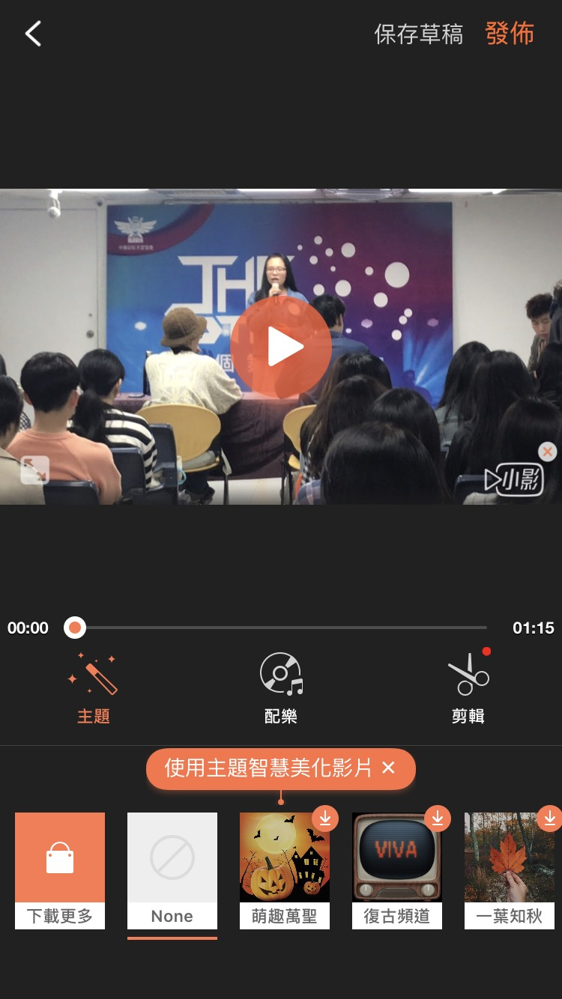 保存草稿 發佈
個
小影
00:00 01:15
主題 配樂 剪輯
使用主題智慧美化影片 ×
VIVA
下載更多 None 萌趣萬聖 復古頻道 一葉知秋